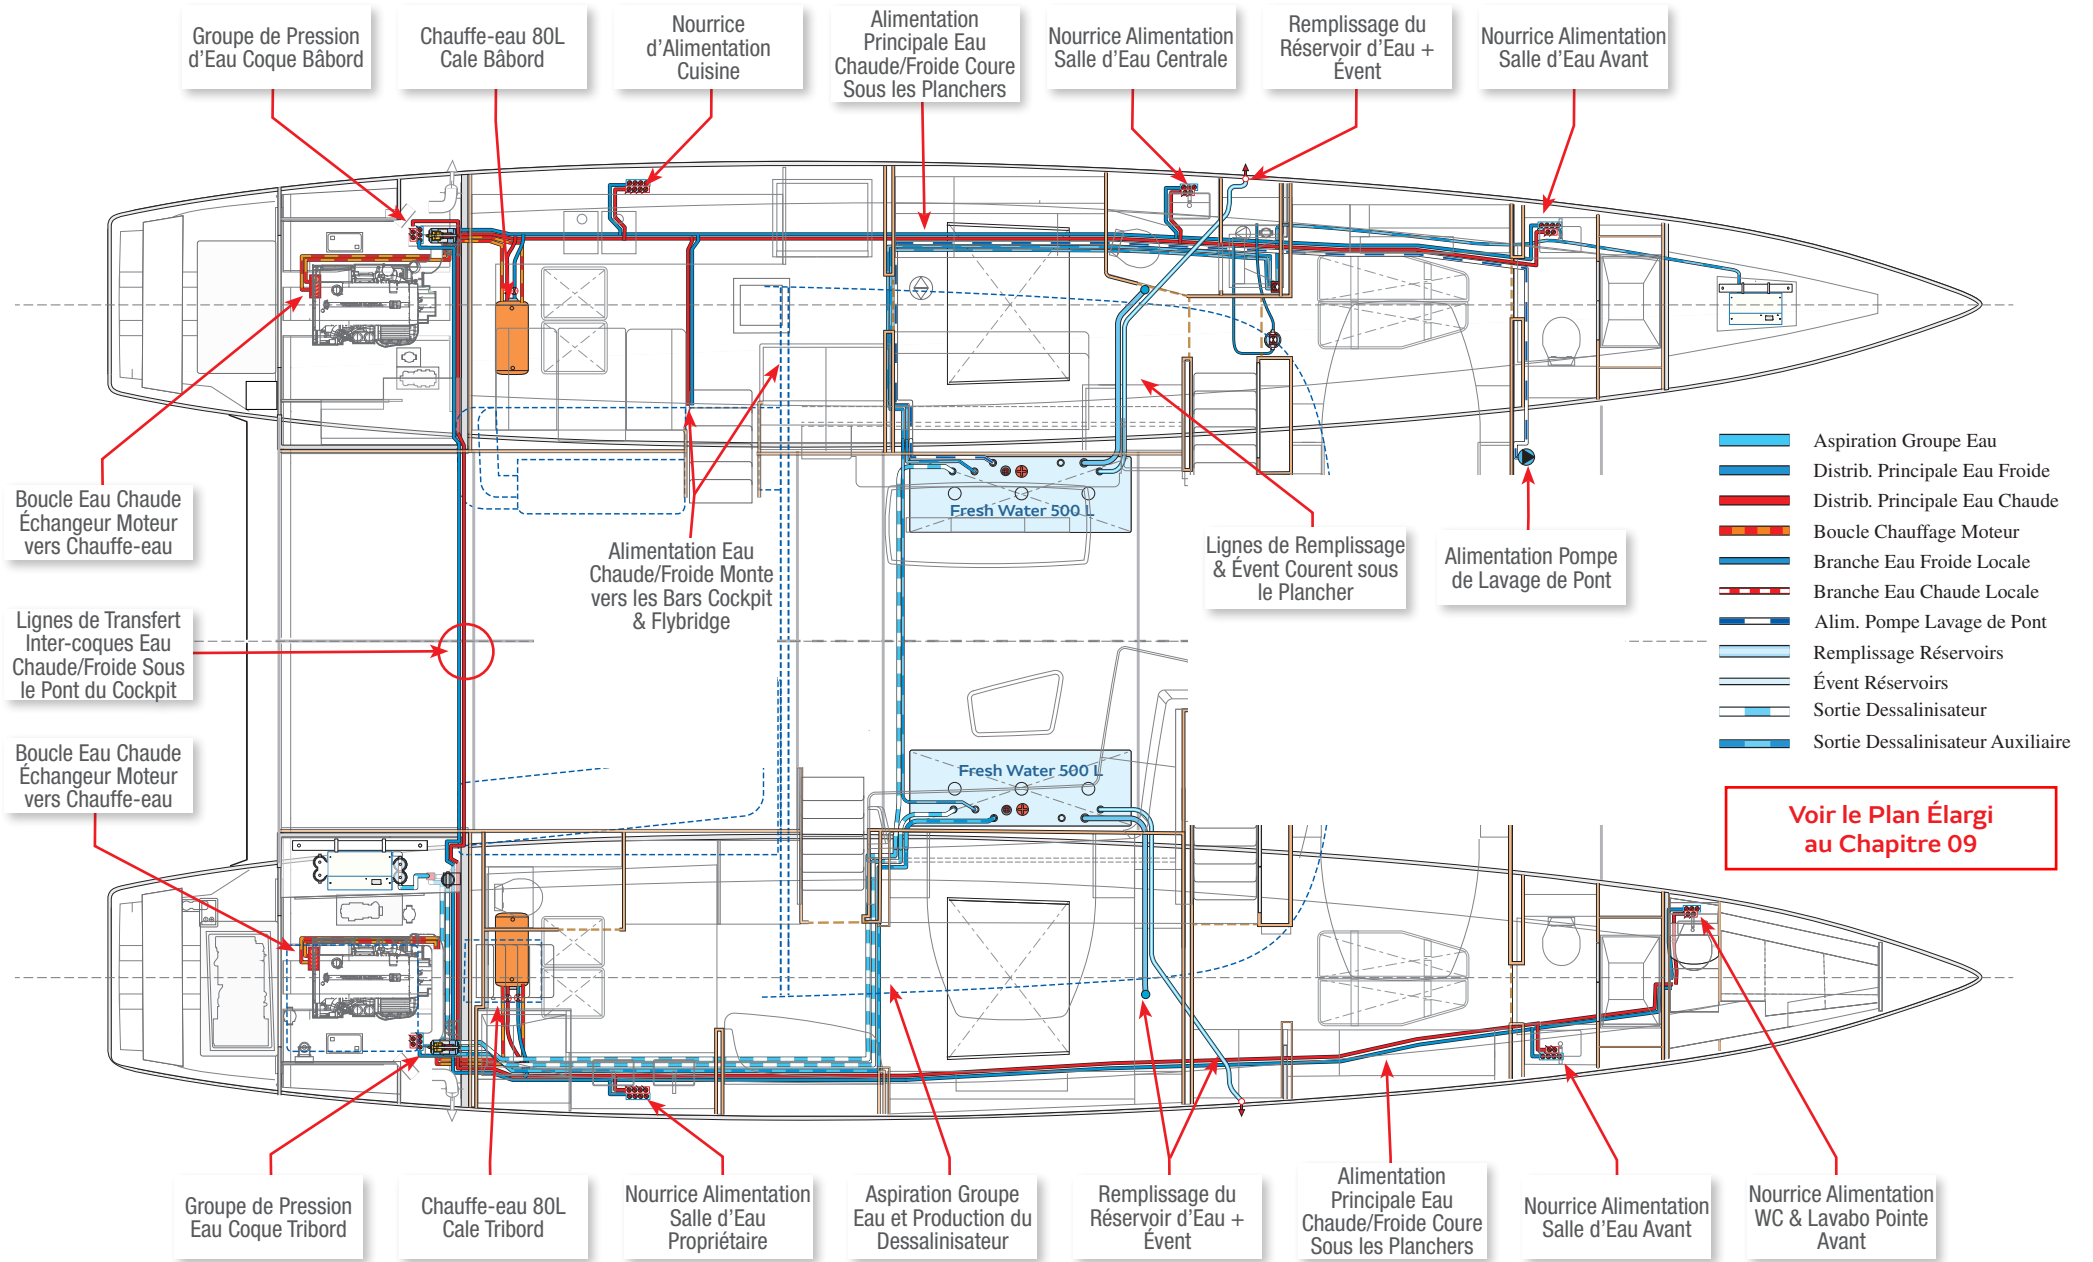 Groupe de Pression
d'Eau Coque Bâbord
Chauffe-eau 80L
Cale Bâbord
Nourrice
d'Alimentation
Cuisine
Alimentation
Principale Eau
Chaude/Froide Coure
Sous les Planchers
Nourrice Alimentation
Salle d'Eau Centrale
Remplissage du
Réservoir d'Eau +
Évent
Nourrice Alimentation
Salle d'Eau Avant
Boucle Eau Chaude
Échangeur Moteur
vers Chauffe-eau
Alimentation Eau
Chaude/Froide Monte
vers les Bars Cockpit
& Flybridge
Fresh Water 500 L
Lignes de Remplissage
& Évent Courent sous
le Plancher
Alimentation Pompe
de Lavage de Pont
Aspiration Groupe Eau
Distrib. Principale Eau Froide
Distrib. Principale Eau Chaude
Boucle Chauffage Moteur
Branche Eau Froide Locale
Branche Eau Chaude Locale
Alim. Pompe Lavage de Pont
Remplissage Réservoirs
Évent Réservoirs
Sortie Dessalinisateur
Sortie Dessalinisateur Auxiliaire
Lignes de Transfert
Inter-coques Eau
Chaude/Froide Sous
le Pont du Cockpit
Boucle Eau Chaude
Échangeur Moteur
vers Chauffe-eau
Fresh Water 500 L
Voir le Plan Élargi
au Chapitre 09
Groupe de Pression
Eau Coque Tribord
Chauffe-eau 80L
Cale Tribord
Nourrice Alimentation
Salle d'Eau
Propriétaire
Aspiration Groupe
Eau et Production du
Dessalinisateur
Remplissage du
Réservoir d'Eau +
Évent
Alimentation
Principale Eau
Chaude/Froide Coure
Sous les Planchers
Nourrice Alimentation
Salle d'Eau Avant
Nourrice Alimentation
WC & Lavabo Pointe
Avant